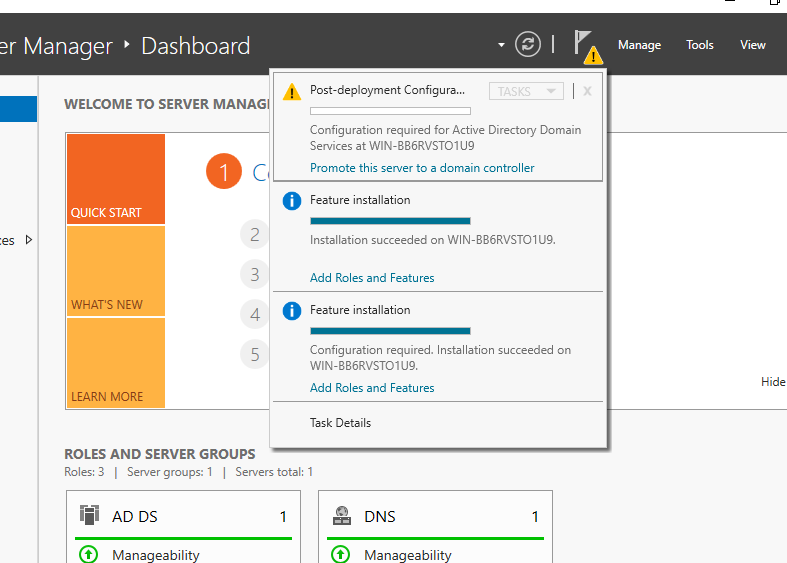 er Manager ‣ Dashboard
Manage Tools View
Post-deployment Configura... TASKS X
Configuration required for Active Directory Domain
Services at WIN-BB6RVSTO1U9
Promote this server to a domain controller
WELCOME TO SERVER MANAG
1 Co
QUICK START
Feature installation
2
Installation succeeded on WIN-BB6RVSTO1U9.
ces
3
Add Roles and Features
WHAT'S NEW
4
Feature installation
5
Configuration required. Installation succeeded on
WIN-BB6RVSTO1U9.
Add Roles and Features
LEARN MORE
Hide
Task Details
ROLES AND SERVER GROUPS
Roles: 3 | Server groups: 1 | Servers total: 1
AD DS 1
Manageability
DNS 1
Manageability